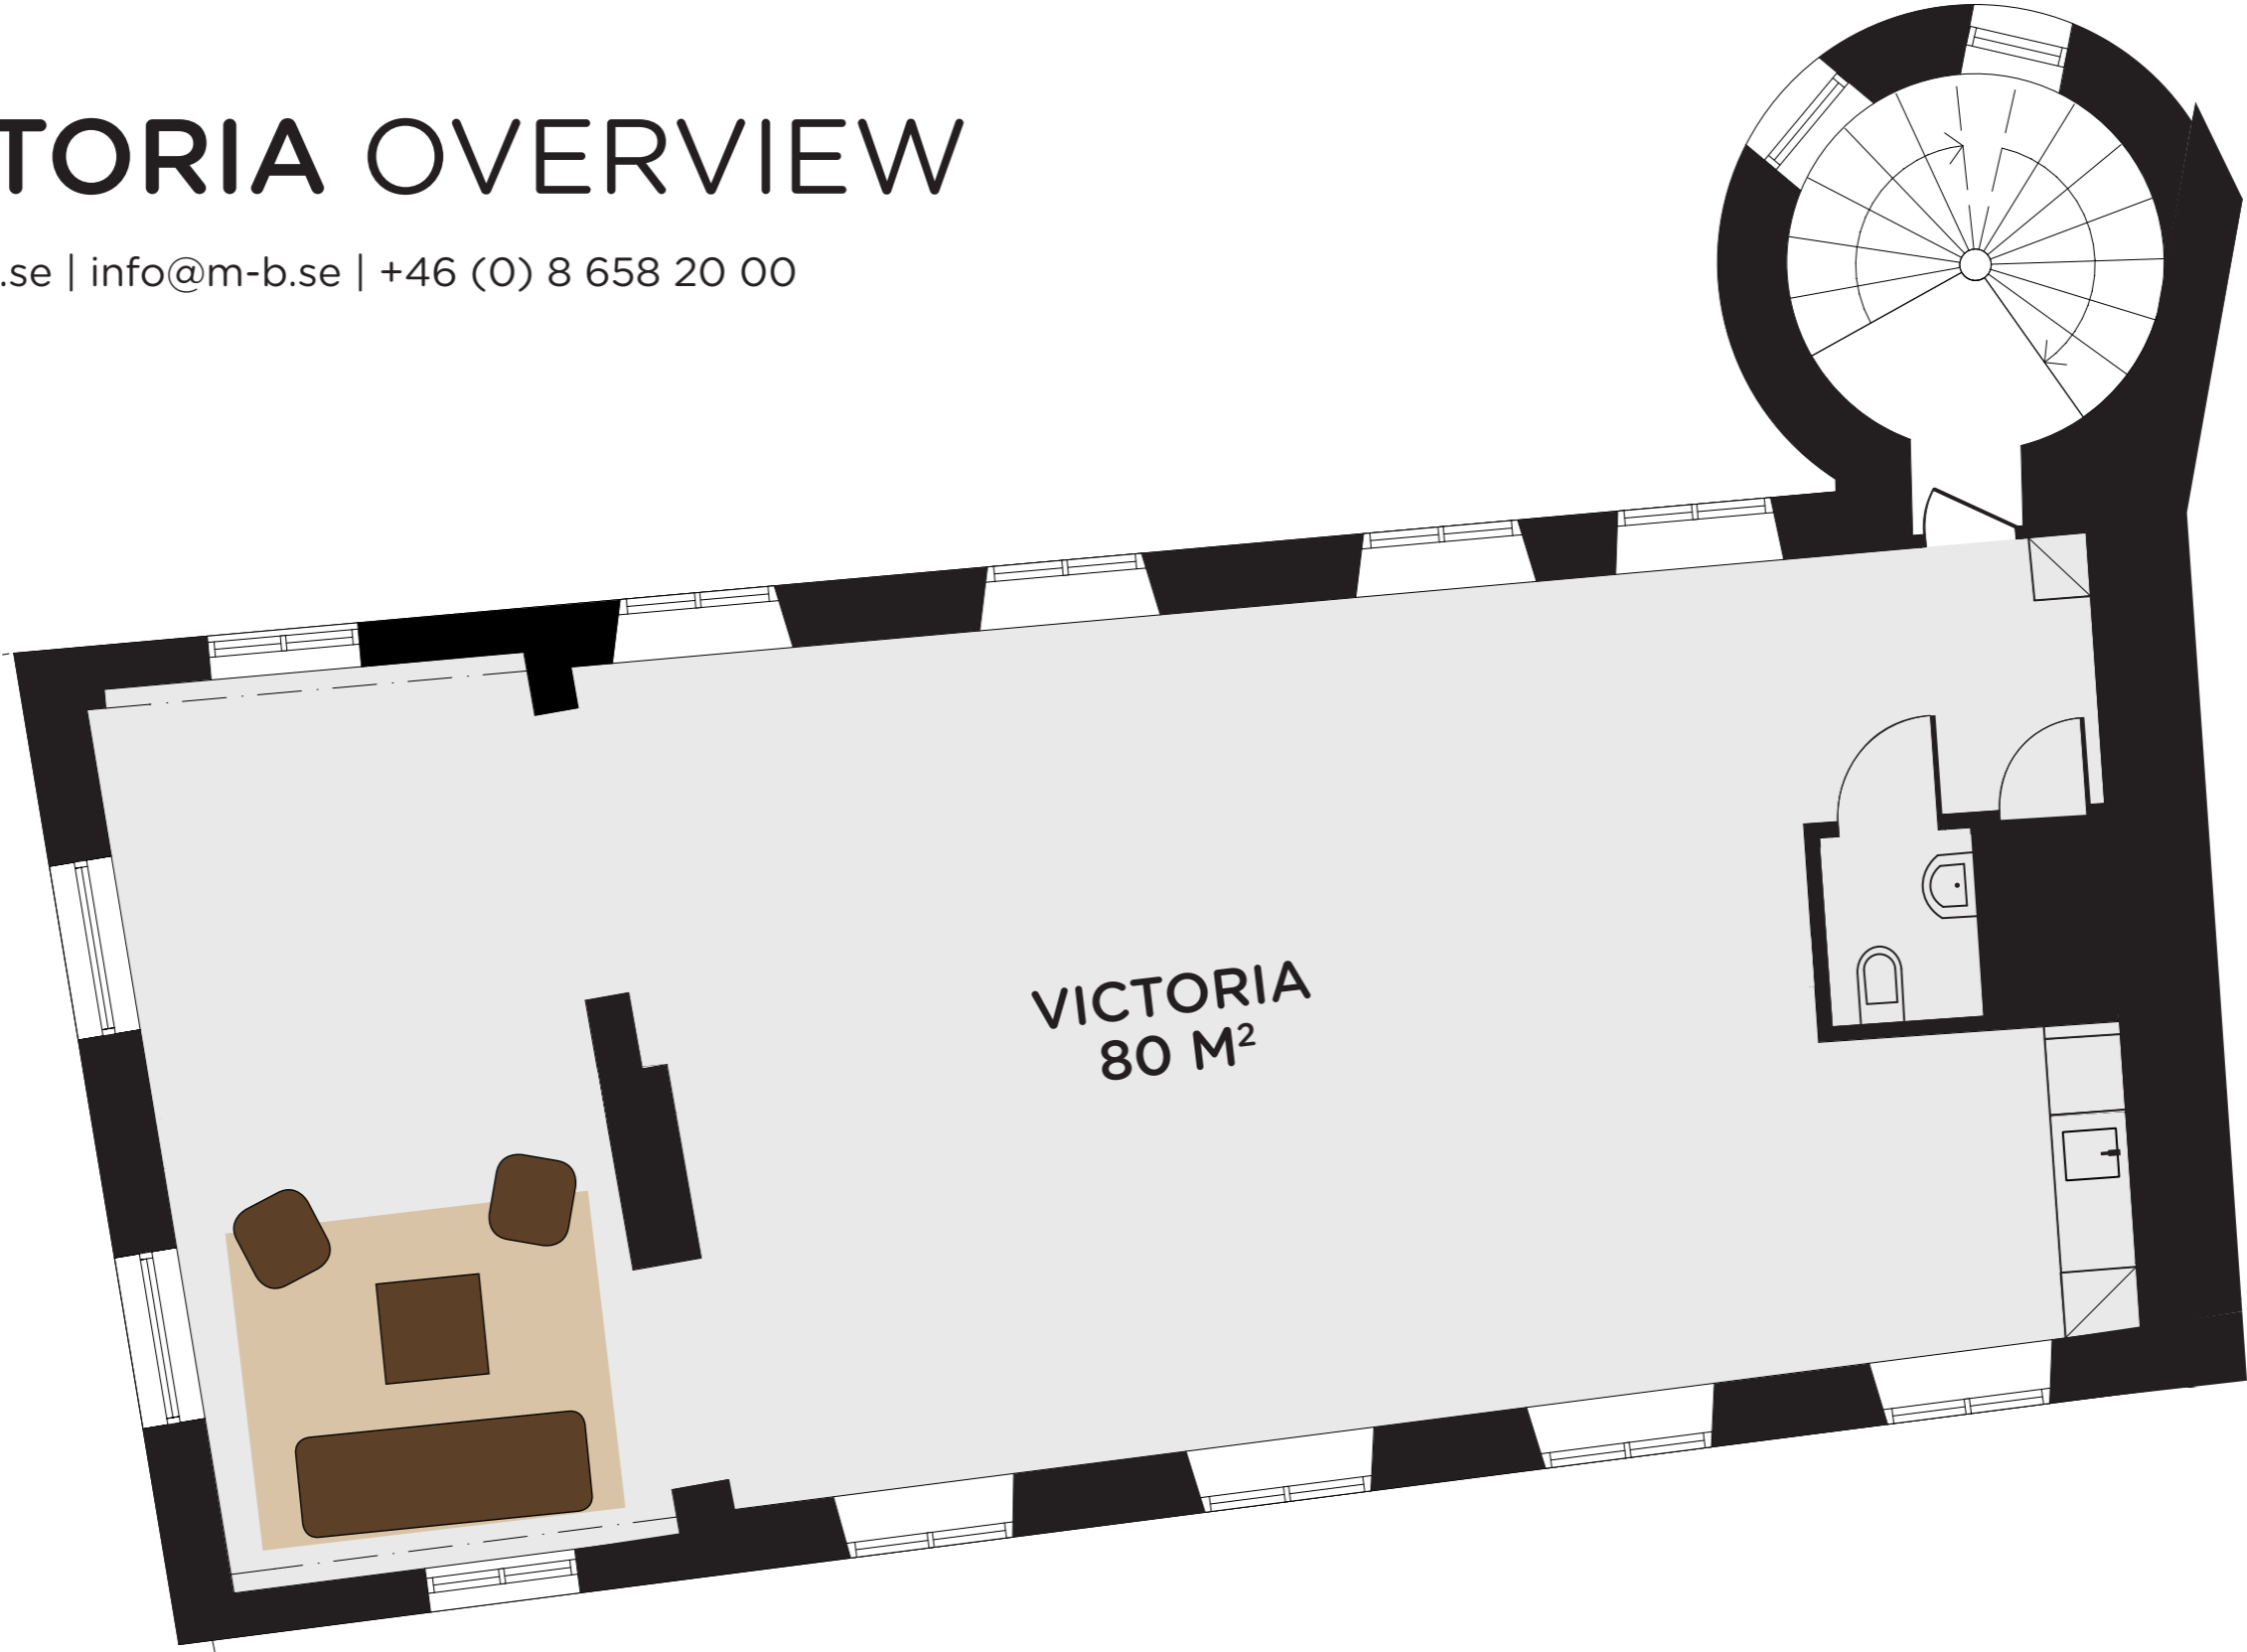 TORIA OVERVIEW
.se | info@m-b.se | +46 (0) 8 658 20 00
VICTORIA
80 M²